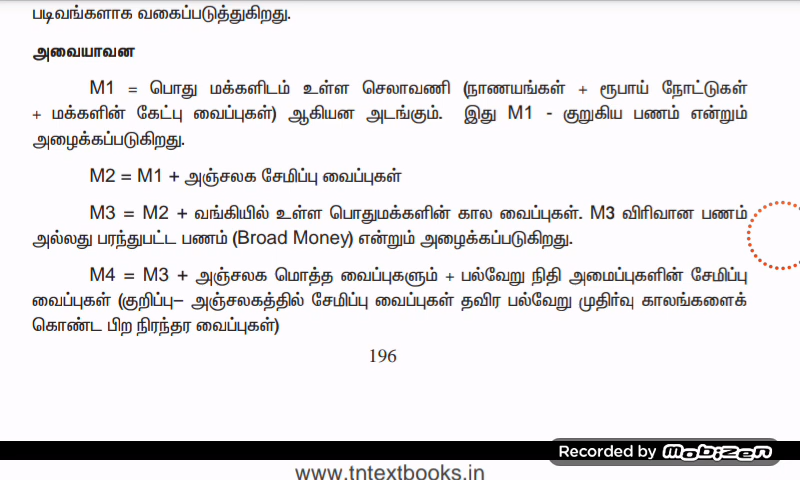 படிவங்களாக வகைப்படுத்துகிறது.
அவையாவன
M1 = பொது மக்களிடம் உள்ள செலாவணி (நாணயங்கள் + ரூபாய் நோட்டுகள்
+ மக்களின் கேட்பு வைப்புகள்) ஆகியன அடங்கும். இது M1 - குறுகிய பணம் என்றும்
அழைக்கப்படுகிறது.
M2 = M1 + அஞ்சலக சேமிப்பு வைப்புகள்
M3 = M2 + வங்கியில் உள்ள பொதுமக்களின் கால வைப்புகள். M3 விரிவான பணம்
அல்லது பரந்துபட்ட பணம் (Broad Money) என்றும் அழைக்கப்படுகிறது.
M4 = M3 + அஞ்சலக மொத்த வைப்புகளும் + பல்வேறு நிதி அமைப்புகளின் சேமிப்பு
வைப்புகள் (குறிப்பு– அஞ்சலகத்தில் சேமிப்பு வைப்புகள் தவிர பல்வேறு முதிர்வு காலங்களைக்
கொண்ட பிற நிரந்தர வைப்புகள்)
196
Recorded by mobizen
www.tntextbooks.in